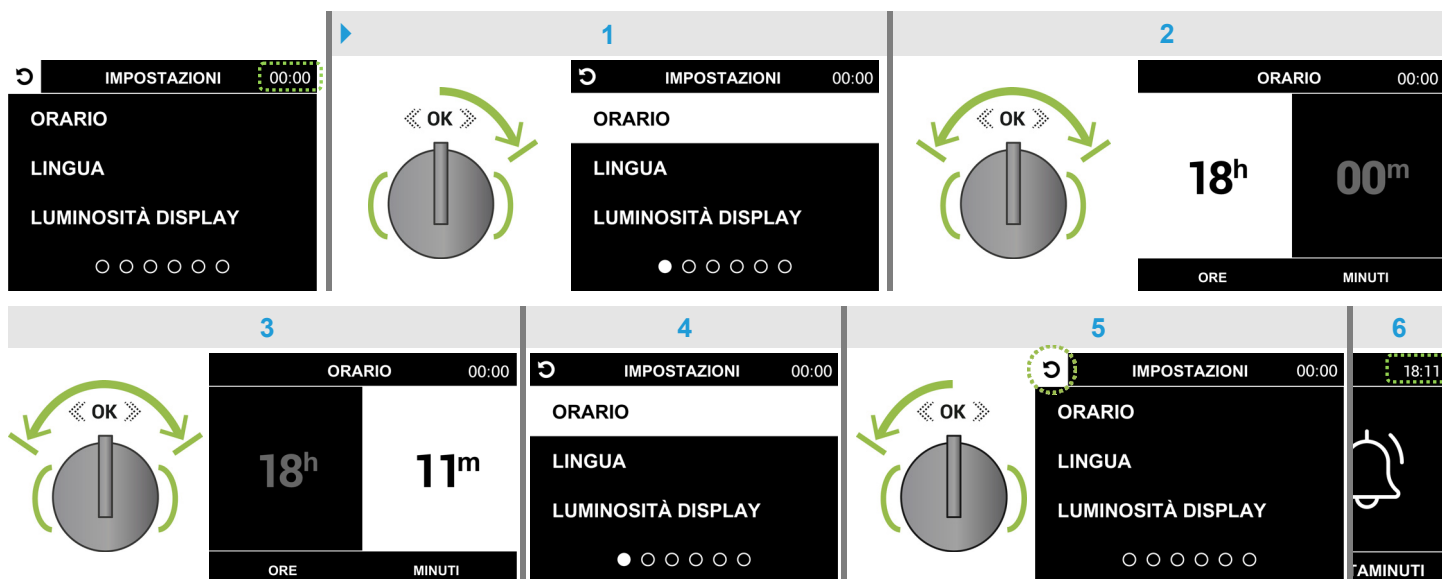 1
2
IMPOSTAZIONI 00:00
ORARIO
LINGUA
LUMINOSITÀ DISPLAY
OK
IMPOSTAZIONI 00:00
ORARIO
LINGUA
LUMINOSITÀ DISPLAY
OK
ORARIO 00:00
18h 00m
ORE MINUTI
3
4
5
6
OK
ORARIO 00:00
18h 11m
ORE MINUTI
IMPOSTAZIONI 00:00
ORARIO
LINGUA
LUMINOSITÀ DISPLAY
OK
IMPOSTAZIONI 00:00
ORARIO
LINGUA
LUMINOSITÀ DISPLAY
18:11
TAMINUTI